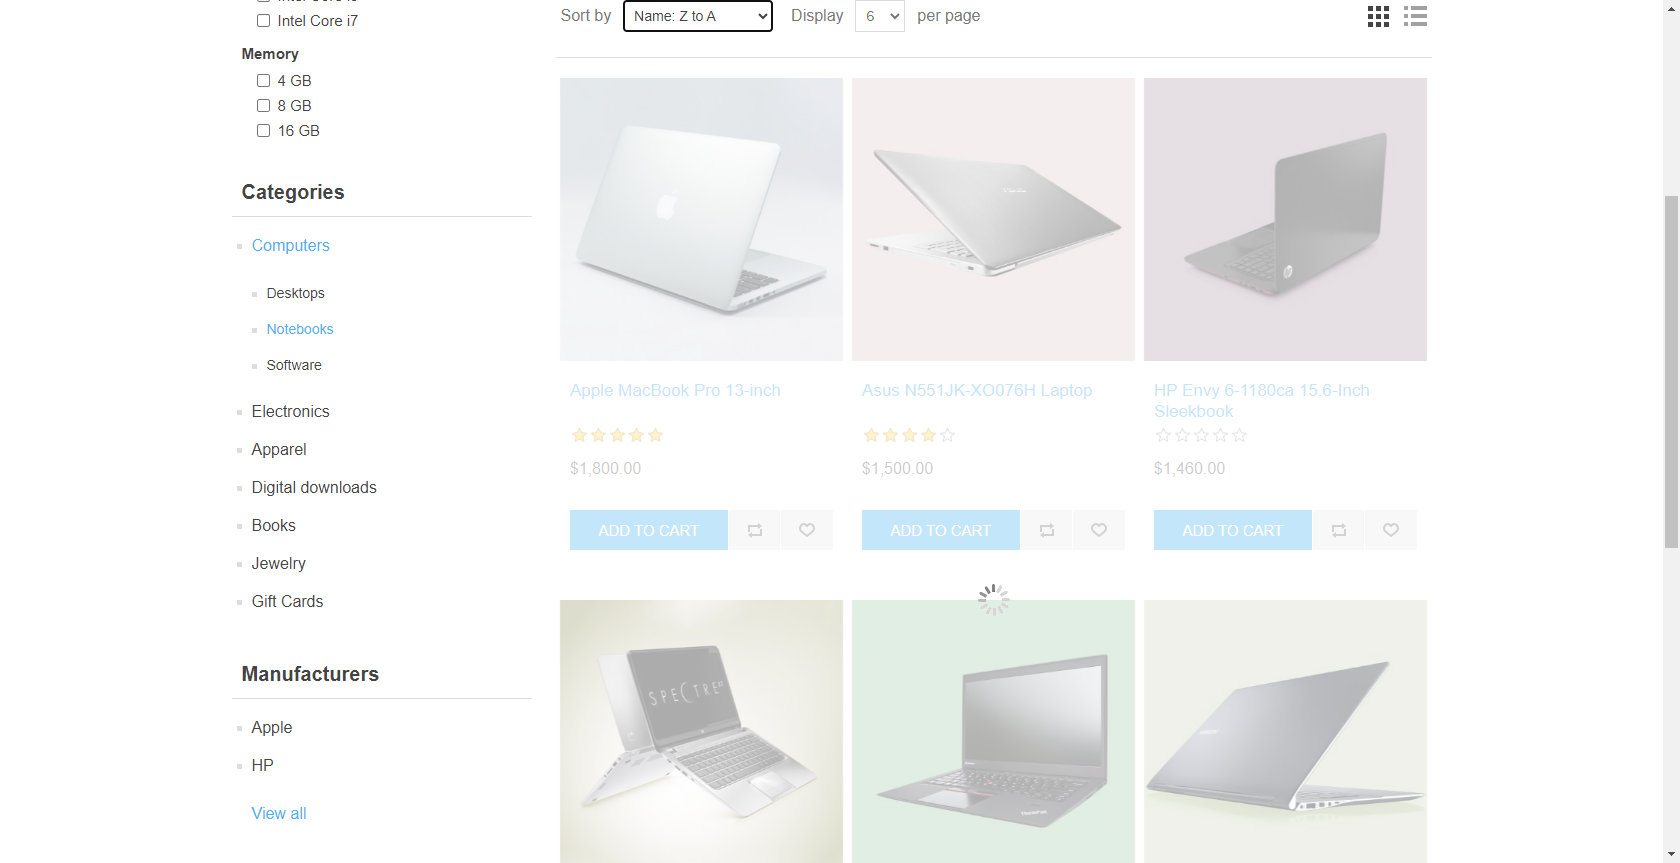 Intel Core i7
Memory
4 GB
8 GB
16 GB
Categories
Computers
Desktops
Notebooks
Software
Electronics
Apparel
Digital downloads
Books
Jewelry
Gift Cards
Manufacturers
Apple
HP
View all
Sort by Name: Z to A Display 6 per page
Apple MacBook Pro 13-inch
$1,800.00
ADD TO CART
Asus N551JK-XO076H Laptop
$1,500.00
ADD TO CART
HP Envy 6-1180ca 15.6-Inch
Sleekbook
$1,460.00
ADD TO CART
SPECTRE